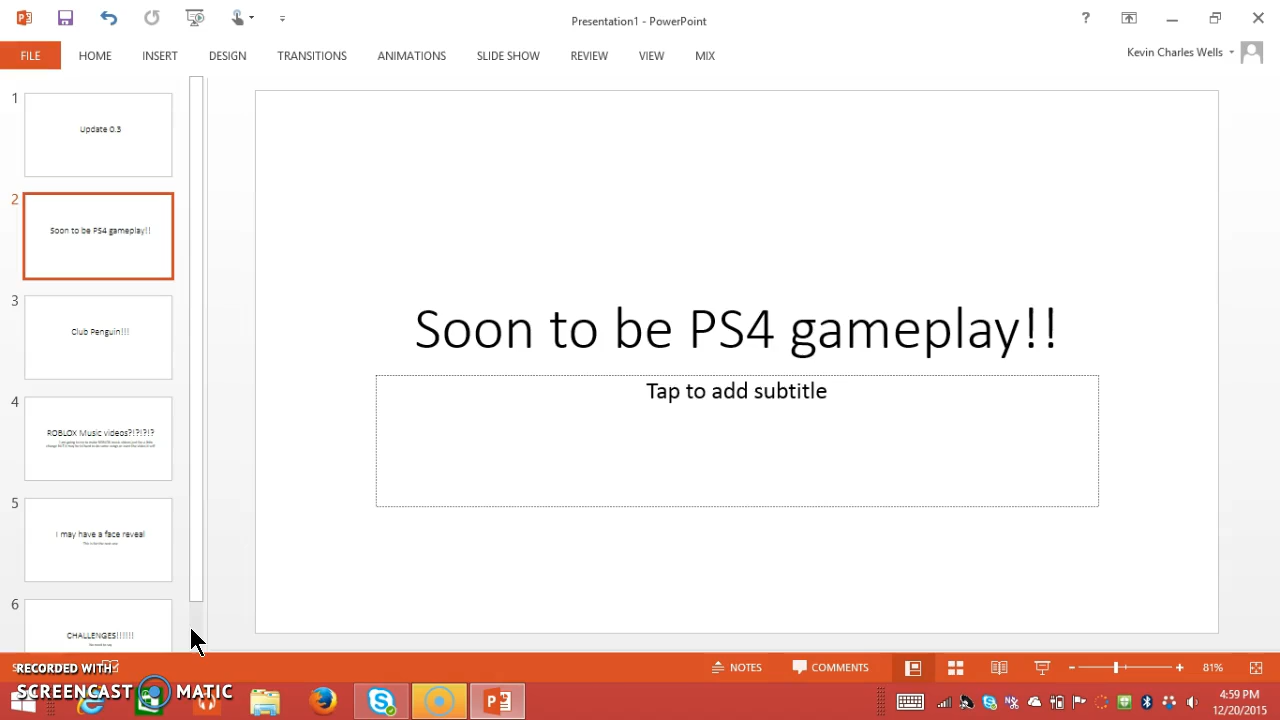 Presentation1 - PowerPoint
?
FILE HOME INSERT DESIGN TRANSITIONS ANIMATIONS SLIDE SHOW REVIEW VIEW MIX
Kevin Charles Wells
1
Update 0.3
2
Soon to be PS4 gameplay!!
3
Club Penguin!!!
4
ROBLOX Music videos?!?!?!?
5
I may have a face reveal
6
CHALLENGES!!!!!!
Soon to be PS4 gameplay!!
Tap to add subtitle
NOTES COMMENTS 81%
RECORDED WITH
SCREENCAST MATIC
4:59 PM
12/20/2015